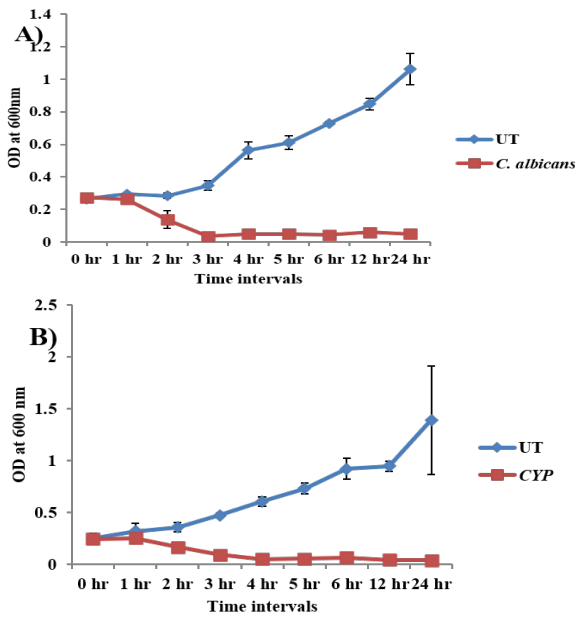 A)
1.4
1.2
1
0.8
0.6
0.4
0.2
0
OD at 600nm
0 hr 1 hr 2 hr 3 hr 4 hr 5 hr 6 hr 12 hr 24 hr
Time intervals
UT
C. albicans
B)
2.5
2
1.5
1
0.5
0
OD at 600 nm
0 hr 1 hr 2 hr 3 hr 4 hr 5 hr 6 hr 12 hr 24 hr
Time intervals
UT
CYP